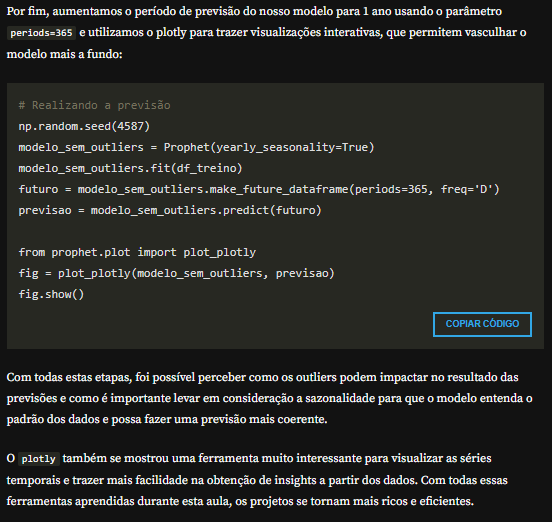 Por fim, aumentamos o período de previsão do nosso modelo para 1 ano usando o parâmetro
periods=365 e utilizamos o plotly para trazer visualizações interativas, que permitem vasculhar o
modelo mais a fundo:
# Realizando a previsão
np.random.seed(4587)
modelo_sem_outliers = Prophet(yearly_seasonality=True)
modelo_sem_outliers.fit(df_treino)
futuro = modelo_sem_outliers.make_future_dataframe(periods=365, freq='D')
previsao = modelo_sem_outliers.predict(futuro)
from prophet.plot import plot_plotly
fig = plot_plotly(modelo_sem_outliers, previsao)
fig.show()
COPIAR CÓDIGO
Com todas estas etapas, foi possível perceber como os outliers podem impactar no resultado das
previsões e como é importante levar em consideração a sazonalidade para que o modelo entenda o
padrão dos dados e possa fazer uma previsão mais coerente.
O plotly também se mostrou uma ferramenta muito interessante para visualizar as séries
temporais e trazer mais facilidade na obtenção de insights a partir dos dados. Com todas essas
ferramentas aprendidas durante esta aula, os projetos se tornam mais ricos e eficientes.